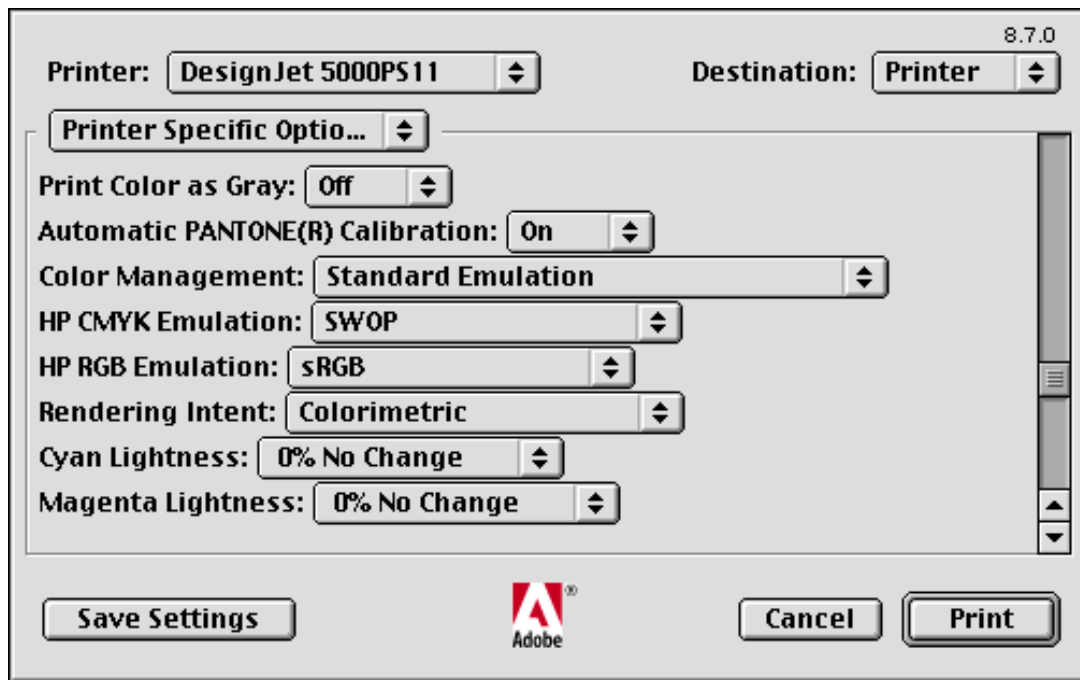 8.7.0
Printer: DesignJet 5000PS11 Destination: Printer
Printer Specific Optio...
Print Color as Gray: Off
Automatic PANTONE(R) Calibration: On
Color Management: Standard Emulation
HP CMYK Emulation: SWOP
HP RGB Emulation: sRGB
Rendering Intent: Colorimetric
Cyan Lightness: 0% No Change
Magenta Lightness: 0% No Change
Save Settings Adobe ® Cancel Print